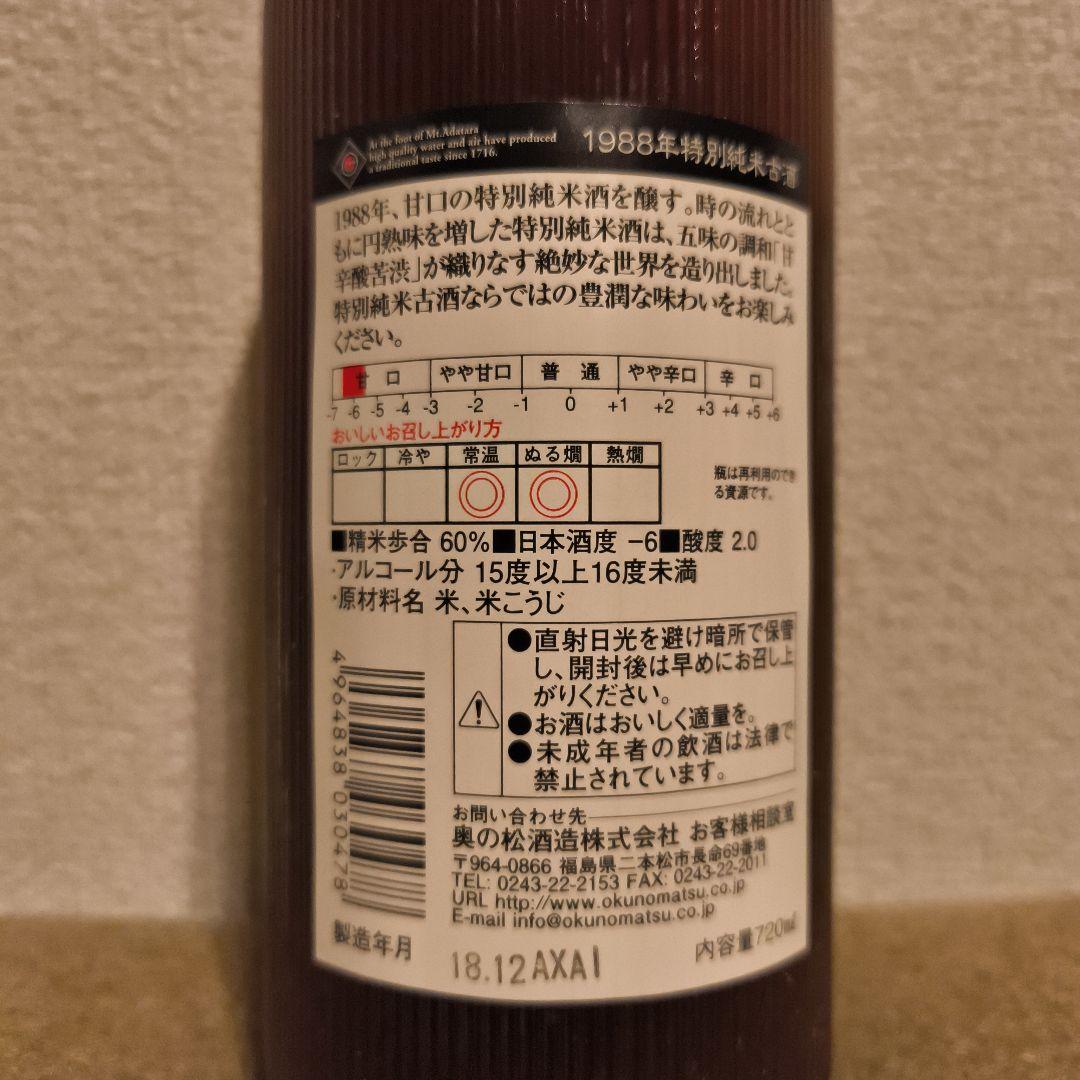 At the foot of Mt.Adatara
high quality water and air have produced
a traditional taste since 1716.
1988年特別純米古酒
1988年、甘口の特別純米酒を醸す。時の流れとと
もに円熟味を増した特別純米酒は、五味の調和「甘
辛酸苦渋」が織りなす絶妙な世界を造り出しました。
特別純米古酒ならではの豊潤な味わいをお楽しみ
ください。
甘口 やや甘口 普通 やや辛口 辛口
-7 -6 -5 -4 -3 -2 -1 0 +1 +2 +3 +4 +5 +6
おいしいお召し上がり方
ロック 冷や 常温 ぬる燗 熱燗
◎ ◎
瓶は再利用のでき
る資源です。
■精米歩合 60%■日本酒度 -6■酸度 2.0
・アルコール分 15度以上16度未満
・原材料名 米、米こうじ
●直射日光を避け暗所で保管
し、開封後は早めにお召し上
がりください。
●お酒はおいしく適量を。
●未成年者の飲酒は法律で
禁止されています。
4964838030478
お問い合わせ先
奥の松酒造株式会社 お客様相談室
〒964-0866 福島県二本松市長命69番地
TEL: 0243-22-2153 FAX: 0243-22-2011
URL http://www.okunomatsu.co.jp
E-mail info@okunomatsu.co.jp
製造年月 18.12AXA1 内容量720ml